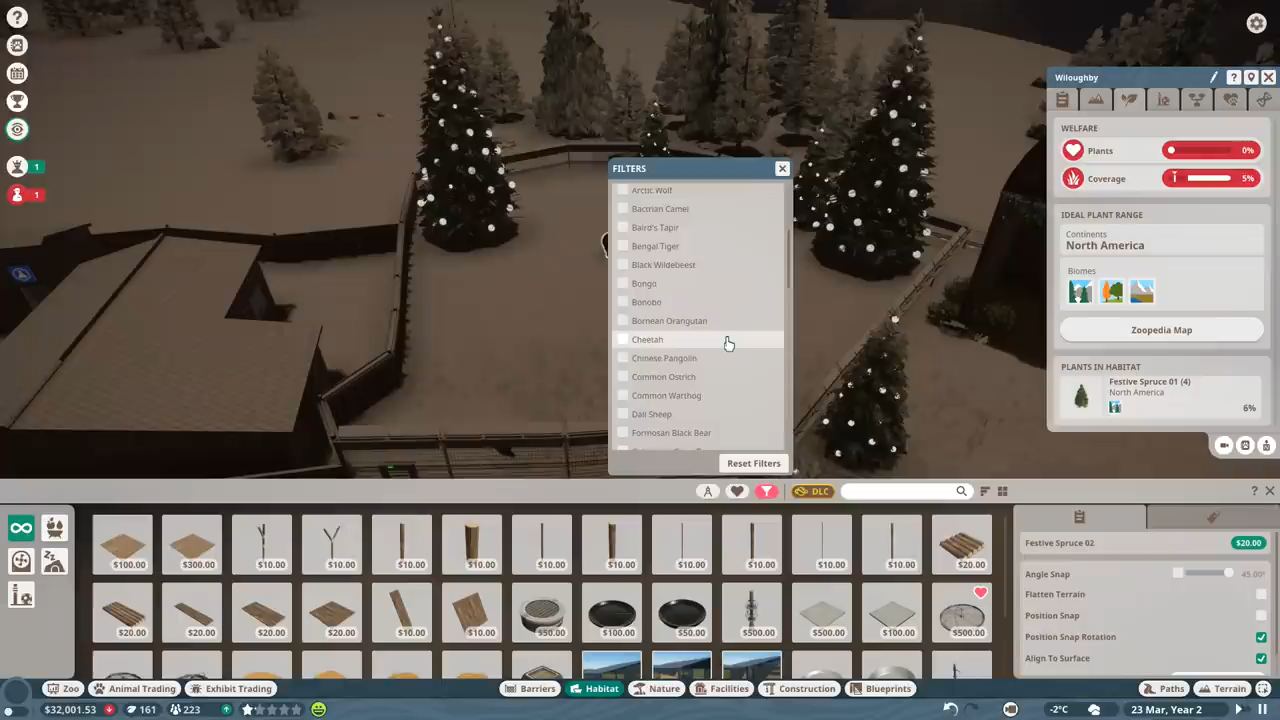 ?
1
1
FILTERS
Arctic Wolf
Bactrian Camel
Baird's Tapir
Bengal Tiger
Black Wildebeest
Bongo
Bonobo
Bornean Orangutan
Cheetah
Chinese Pangolin
Common Ostrich
Common Warthog
Dall Sheep
Formosan Black Bear
Reset Filters
Wiloughby
?
WELFARE
Plants 0%
Coverage 5%
IDEAL PLANT RANGE
Continents
North America
Biomes
Zoopedia Map
PLANTS IN HABITAT
Festive Spruce 01 (4)
North America
6%
DLC
?
$100.00 $300.00 $10.00 $10.00 $10.00 $10.00 $10.00 $10.00 $10.00 $10.00 $10.00 $10.00 $20.00
$20.00 $20.00 $20.00 $20.00 $10.00 $10.00 $50.00 $100.00 $50.00 $500.00 $500.00 $100.00 $500.00
Festive Spruce 02 $20.00
Angle Snap 45.00°
Flatten Terrain
Position Snap
Position Snap Rotation
Align To Surface
Zoo Animal Trading Exhibit Trading Barriers Habitat Nature Facilities Construction Blueprints Paths Terrain
$32,001.53 161 223 -2°C 23 Mar, Year 2